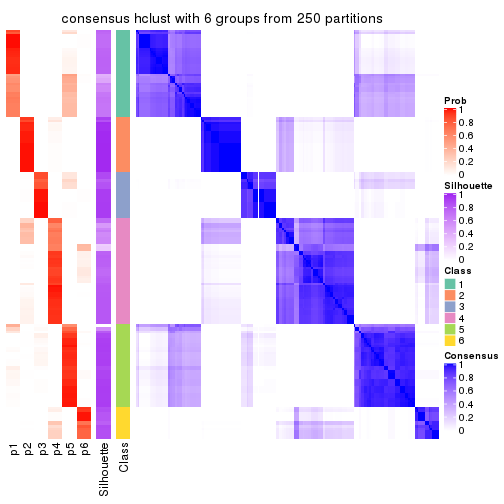 consensus hclust with 6 groups from 250 partitions
Prob
1
0.8
0.6
0.4
0.2
0
Silhouette
1
0.8
0.6
0.4
0.2
0
Class
1
2
3
4
5
6
Consensus
1
0.8
0.6
0.4
0.2
0
p1
p2
p3
p4
p5
p6
Silhouette
Class